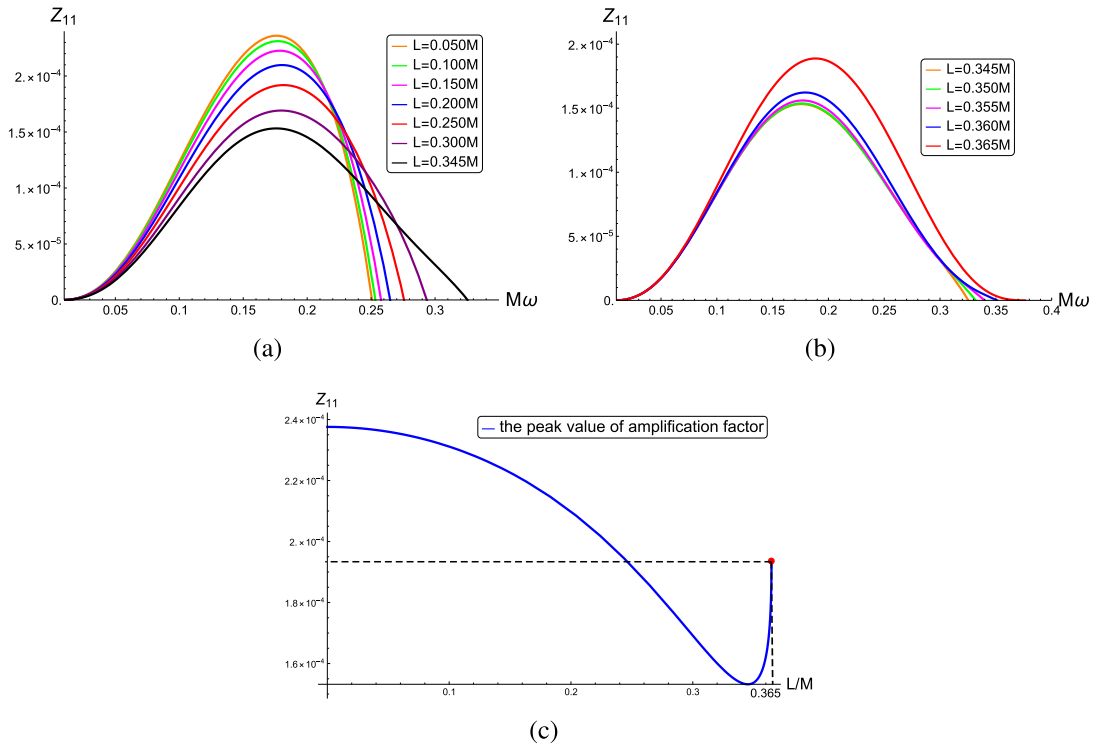 Z11
2.×10-4
1.5×10-4
1.×10-4
5.×10-5
0.
0.05 0.1 0.15 0.2 0.25 0.3
Mω
L=0.050M
L=0.100M
L=0.150M
L=0.200M
L=0.250M
L=0.300M
L=0.345M
(a)
Z11
2.×10-4
1.5×10-4
1.×10-4
5.×10-5
0.
0.05 0.1 0.15 0.2 0.25 0.3 0.35 0.4
Mω
L=0.345M
L=0.350M
L=0.355M
L=0.360M
L=0.365M
(b)
Z11
2.4×10-4
2.2×10-4
2.×10-4
1.8×10-4
1.6×10-4
0.1 0.2 0.3 0.365
L/M
the peak value of amplification factor
(c)